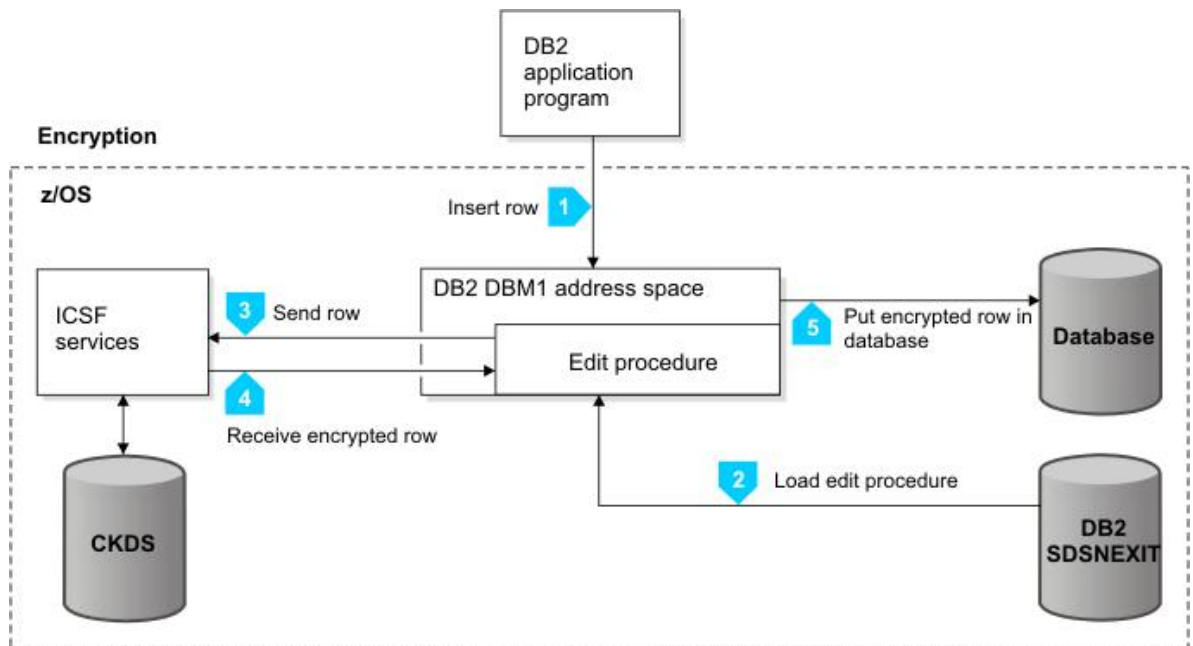 DB2
application
program
Encryption
z/OS
Insert row 1
ICSF
services
3 Send row
4
Receive encrypted row
DB2 DBM1 address space
Edit procedure
5 Put encrypted row in
database
Database
2 Load edit procedure
CKDS
DB2
SDSNEXIT